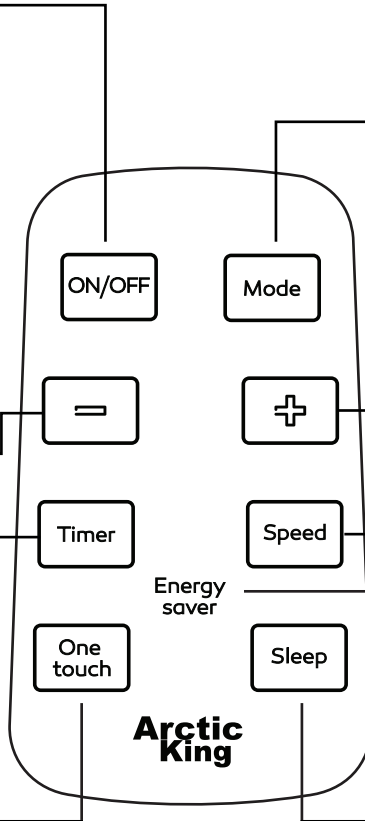 ON/OFF
Mode
−
+
Timer
Speed
Energy
saver
One
touch
Sleep
Arctic
King